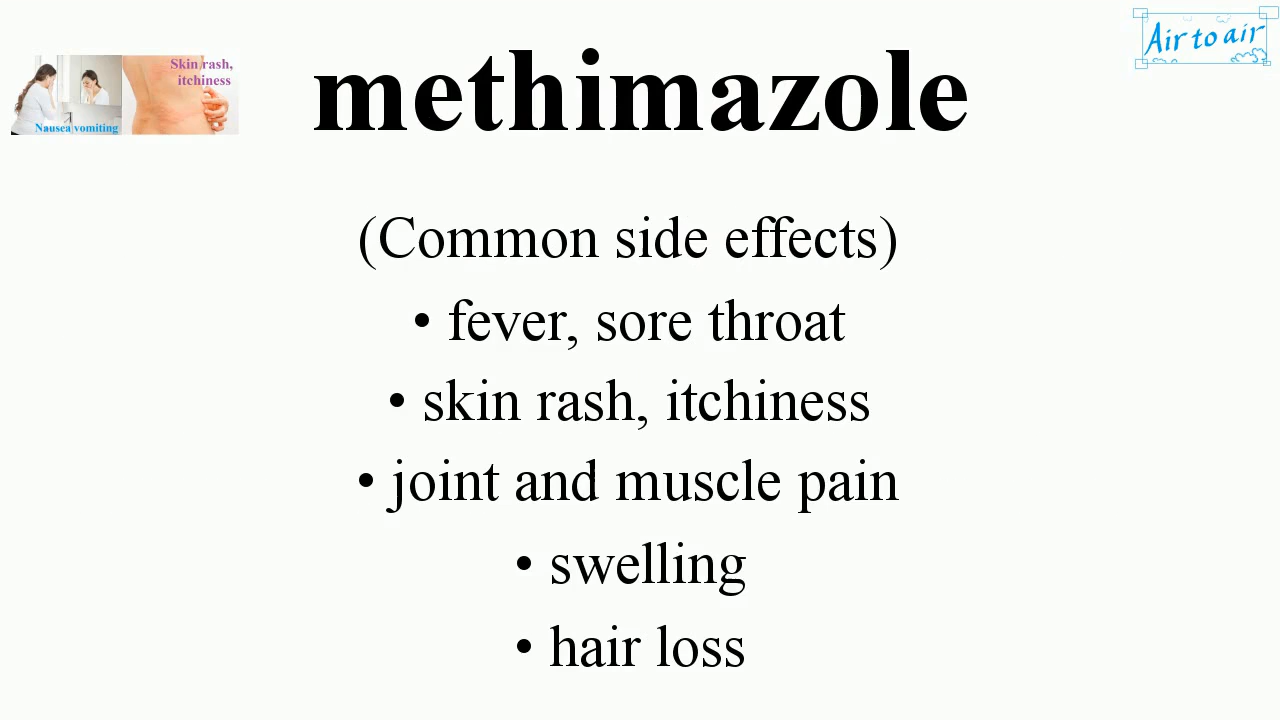 Skin rash,
itchiness
Nausea vomiting
methimazole
Air to air
(Common side effects)
• fever, sore throat
• skin rash, itchiness
• joint and muscle pain
• swelling
• hair loss